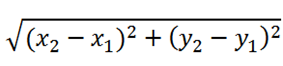 √(x₂ − x₁)² + (y₂ − y₁)²